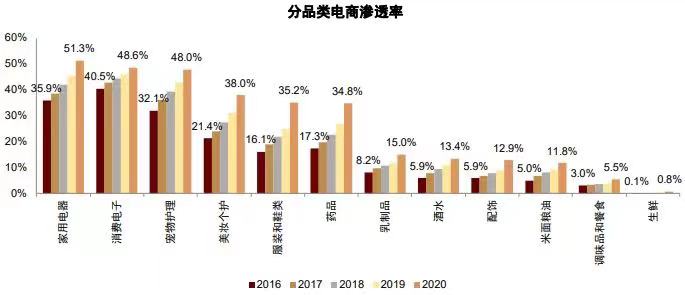 分品类电商渗透率
60%
50%
40%
30%
20%
10%
0%
35.9% 51.3%
40.5% 48.6%
32.1% 48.0%
21.4% 38.0%
16.1% 35.2%
17.3% 34.8%
8.2% 15.0%
5.9% 13.4%
5.9% 12.9%
5.0% 11.8%
3.0% 5.5%
0.1% 0.8%
家用电器
消费电子
宠物护理
美妆个护
服装和鞋类
药品
乳制品
酒水
配饰
米面粮油
调味品和餐食
生鲜
2016 2017 2018 2019 2020